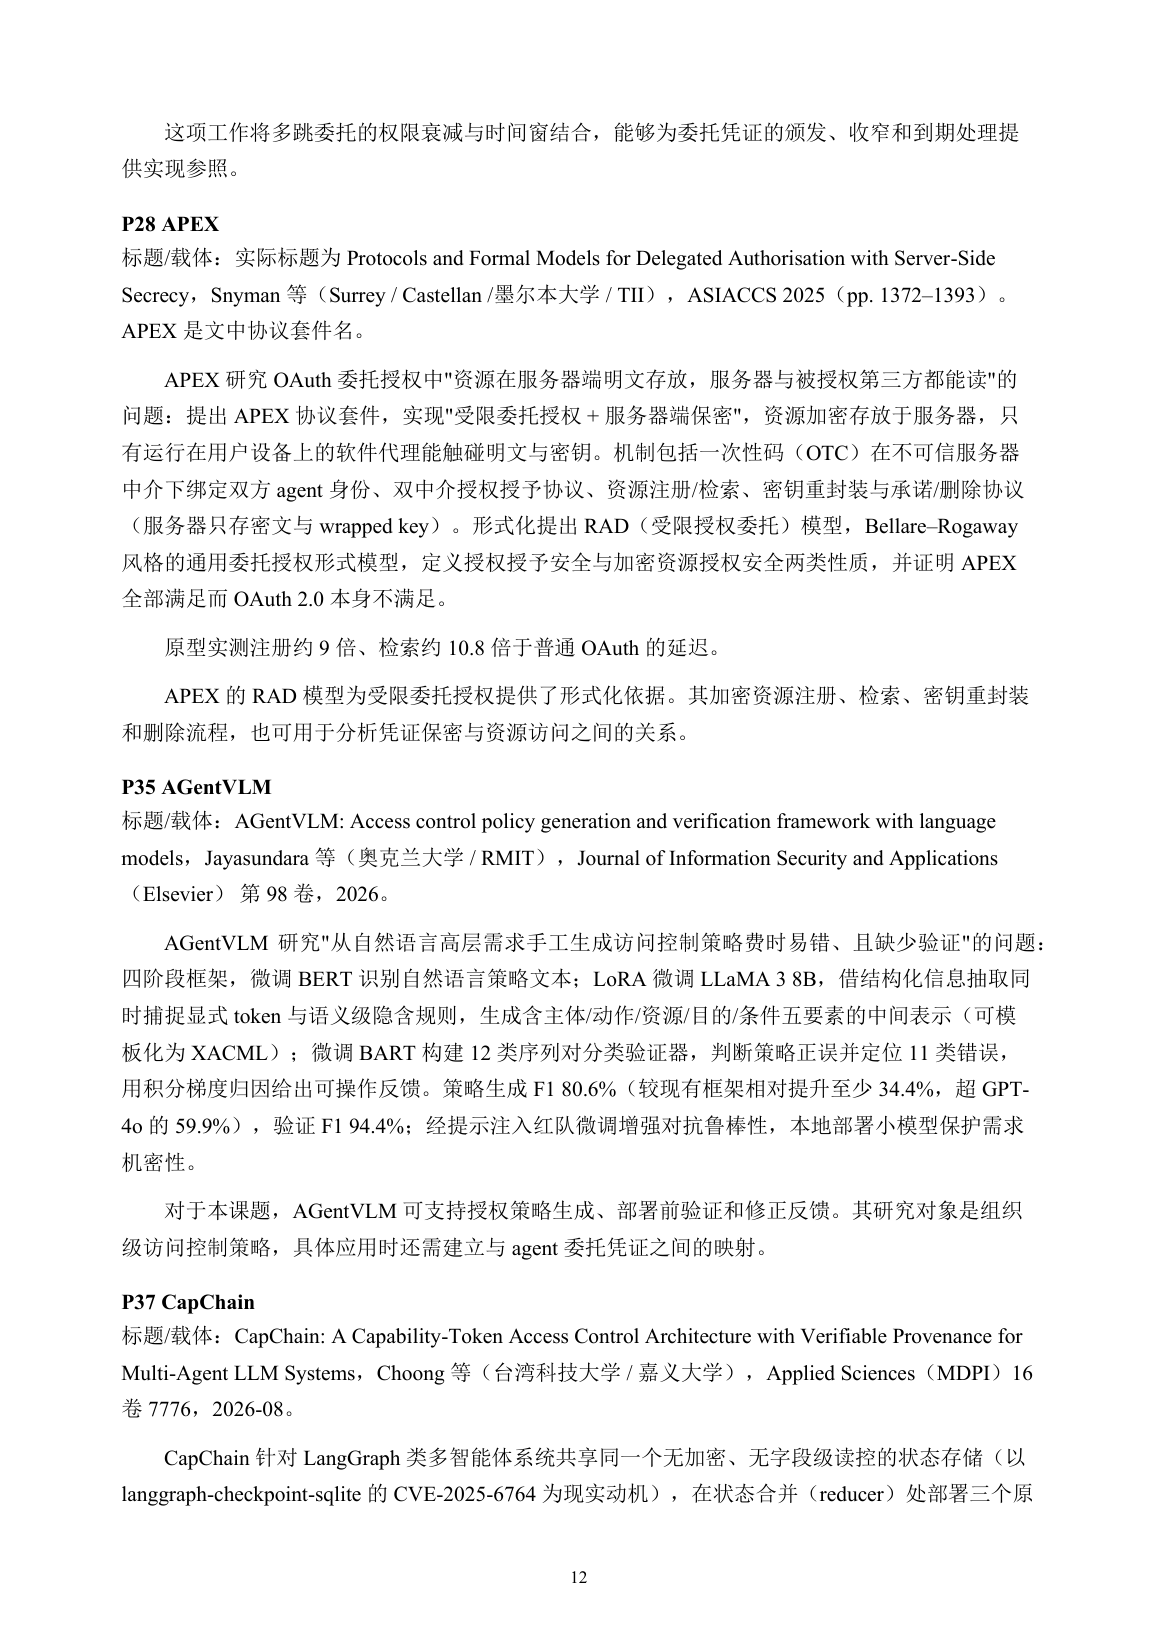 这项工作将多跳委托的权限衰减与时间窗结合，能够为委托凭证的颁发、收窄和到期处理提
供实现参照。
P28 APEX
标题/载体：实际标题为 Protocols and Formal Models for Delegated Authorisation with Server-Side
Secrecy，Snyman 等（Surrey / Castellan /墨尔本大学 / TII），ASIACCS 2025（pp. 1372–1393）。
APEX 是文中协议套件名。
APEX 研究 OAuth 委托授权中"资源在服务器端明文存放，服务器与被授权第三方都能读"的
问题：提出 APEX 协议套件，实现"受限委托授权 + 服务器端保密"，资源加密存放于服务器，只
有运行在用户设备上的软件代理能触碰明文与密钥。机制包括一次性码（OTC）在不可信服务器
中介下绑定双方 agent 身份、双中介授权授予协议、资源注册/检索、密钥重封装与承诺/删除协议
（服务器只存密文与 wrapped key）。形式化提出 RAD（受限授权委托）模型，Bellare–Rogaway
风格的通用委托授权形式模型，定义授权授予安全与加密资源授权安全两类性质，并证明 APEX
全部满足而 OAuth 2.0 本身不满足。
原型实测注册约 9 倍、检索约 10.8 倍于普通 OAuth 的延迟。
APEX 的 RAD 模型为受限委托授权提供了形式化依据。其加密资源注册、检索、密钥重封装
和删除流程，也可用于分析凭证保密与资源访问之间的关系。
P35 AGentVLM
标题/载体：AGentVLM: Access control policy generation and verification framework with language
models，Jayasundara 等（奥克兰大学 / RMIT），Journal of Information Security and Applications
（Elsevier） 第 98 卷，2026。
AGentVLM 研究"从自然语言高层需求手工生成访问控制策略费时易错、且缺少验证"的问题：
四阶段框架，微调 BERT 识别自然语言策略文本；LoRA 微调 LLaMA 3 8B，借结构化信息抽取同
时捕捉显式 token 与语义级隐含规则，生成含主体/动作/资源/目的/条件五要素的中间表示（可模
板化为 XACML）；微调 BART 构建 12 类序列对分类验证器，判断策略正误并定位 11 类错误，
用积分梯度归因给出可操作反馈。策略生成 F1 80.6%（较现有框架相对提升至少 34.4%，超 GPT-
4o 的 59.9%），验证 F1 94.4%；经提示注入红队微调增强对抗鲁棒性，本地部署小模型保护需求
机密性。
对于本课题，AGentVLM 可支持授权策略生成、部署前验证和修正反馈。其研究对象是组织
级访问控制策略，具体应用时还需建立与 agent 委托凭证之间的映射。
P37 CapChain
标题/载体：CapChain: A Capability-Token Access Control Architecture with Verifiable Provenance for
Multi-Agent LLM Systems，Choong 等（台湾科技大学 / 嘉义大学），Applied Sciences（MDPI）16
卷 7776，2026-08。
CapChain 针对 LangGraph 类多智能体系统共享同一个无加密、无字段级读控的状态存储（以
langgraph-checkpoint-sqlite 的 CVE-2025-6764 为现实动机），在状态合并（reducer）处部署三个原
12